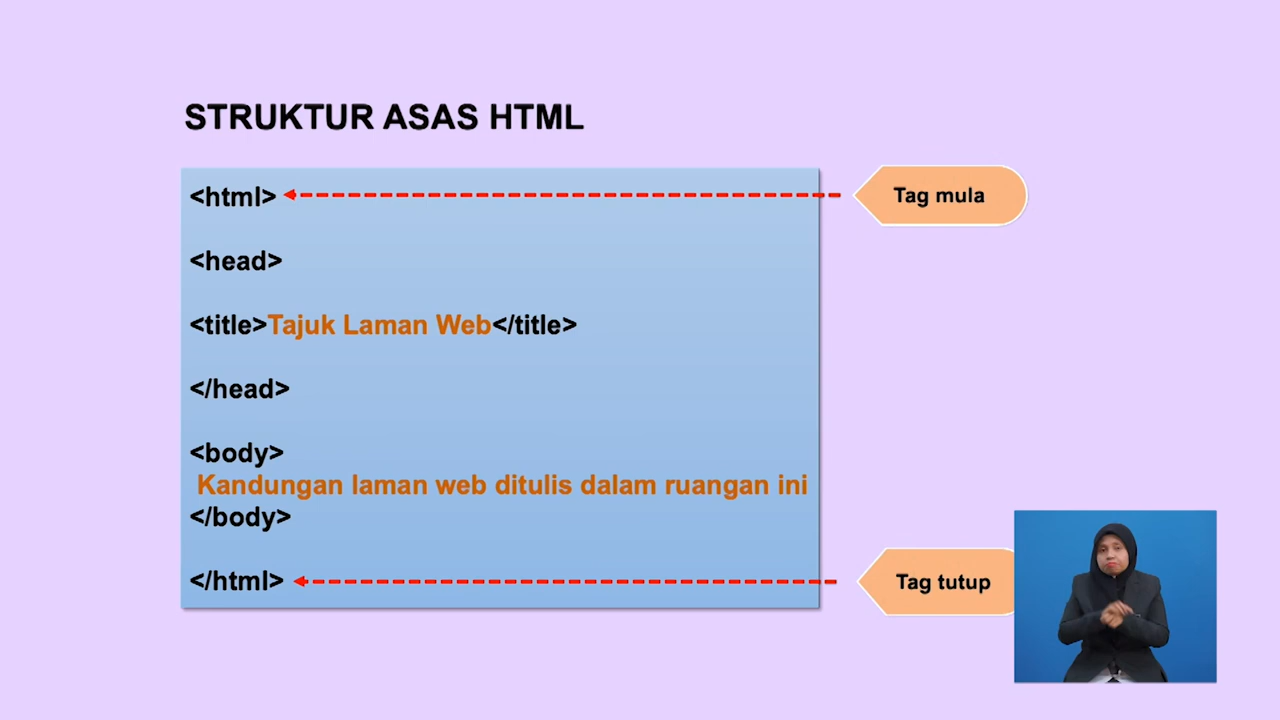 STRUKTUR ASAS HTML
<html>
Tag mula
<head>
<title>Tajuk Laman Web</title>
</head>
<body>
Kandungan laman web ditulis dalam ruangan ini
</body>
</html>
Tag tutup